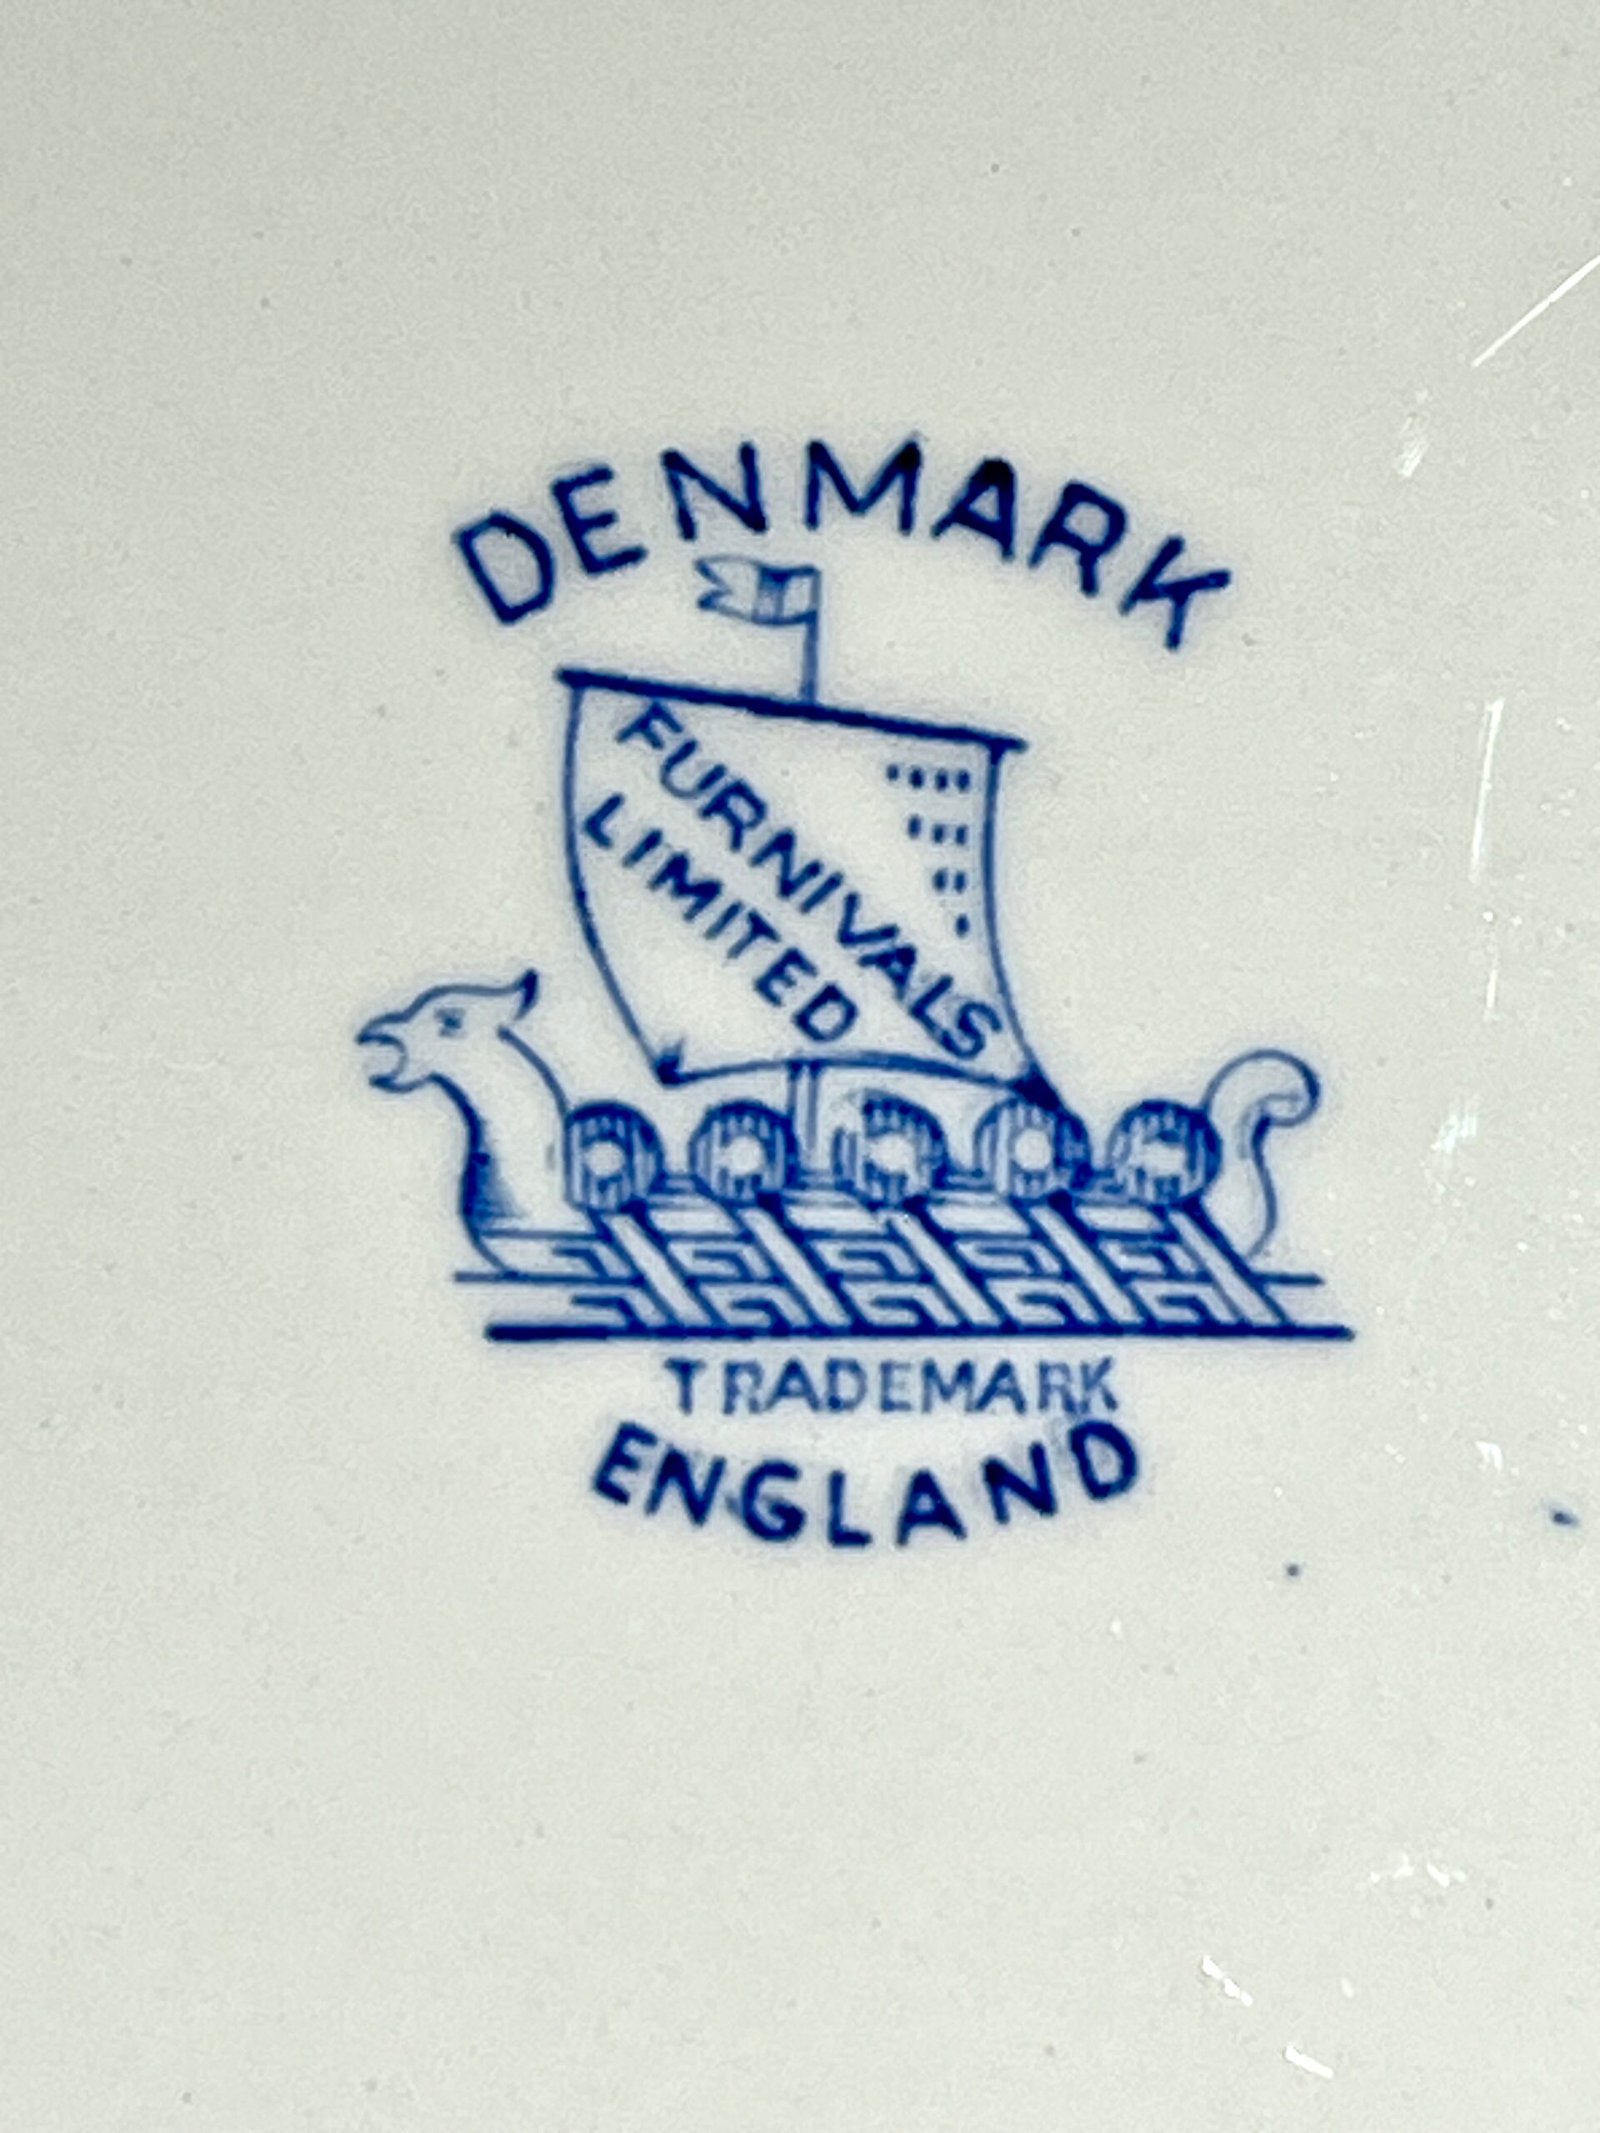 DENMARK
FURNIVALS
LIMITED
TRADEMARK
ENGLAND